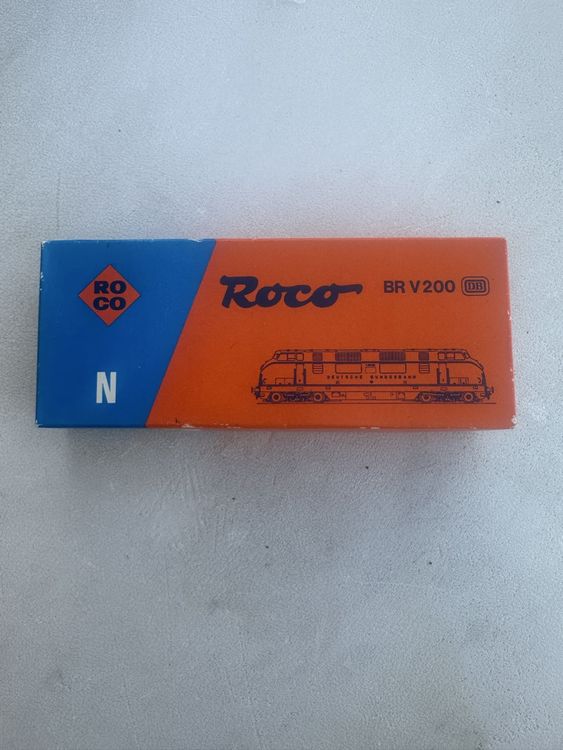 RO
CO
N
Roco
BR V 200 DB
DEUTSCHE BUNDESBAHN